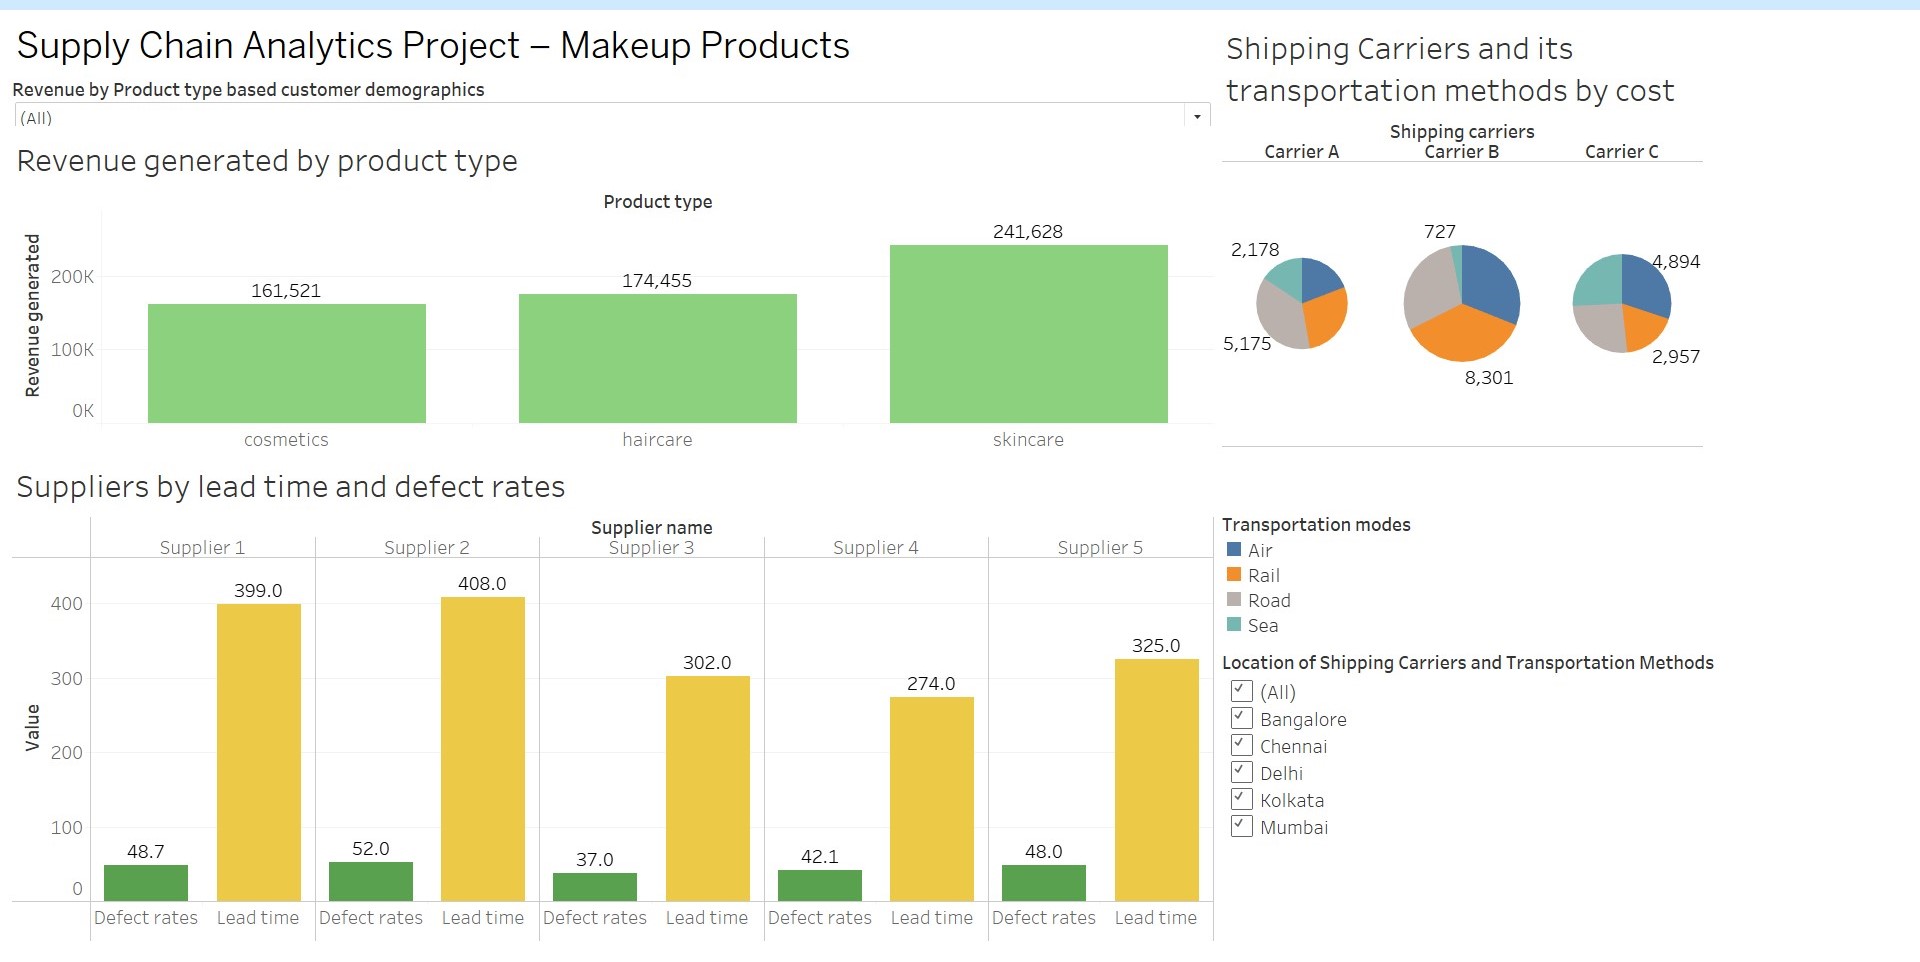 Supply Chain Analytics Project – Makeup Products
Revenue by Product type based customer demographics
(All)
Revenue generated by product type
Product type
Revenue generated
200K
100K
0K
161,521
174,455
241,628
cosmetics
haircare
skincare
Shipping Carriers and its
transportation methods by cost
Shipping carriers
Carrier A
Carrier B
Carrier C
2,178
5,175
727
8,301
4,894
2,957
Suppliers by lead time and defect rates
Supplier name
Supplier 1
Supplier 2
Supplier 3
Supplier 4
Supplier 5
Value
400
300
200
100
0
48.7
399.0
52.0
408.0
37.0
302.0
42.1
274.0
48.0
325.0
Defect rates
Lead time
Defect rates
Lead time
Defect rates
Lead time
Defect rates
Lead time
Defect rates
Lead time
Transportation modes
Air
Rail
Road
Sea
Location of Shipping Carriers and Transportation Methods
(All)
Bangalore
Chennai
Delhi
Kolkata
Mumbai